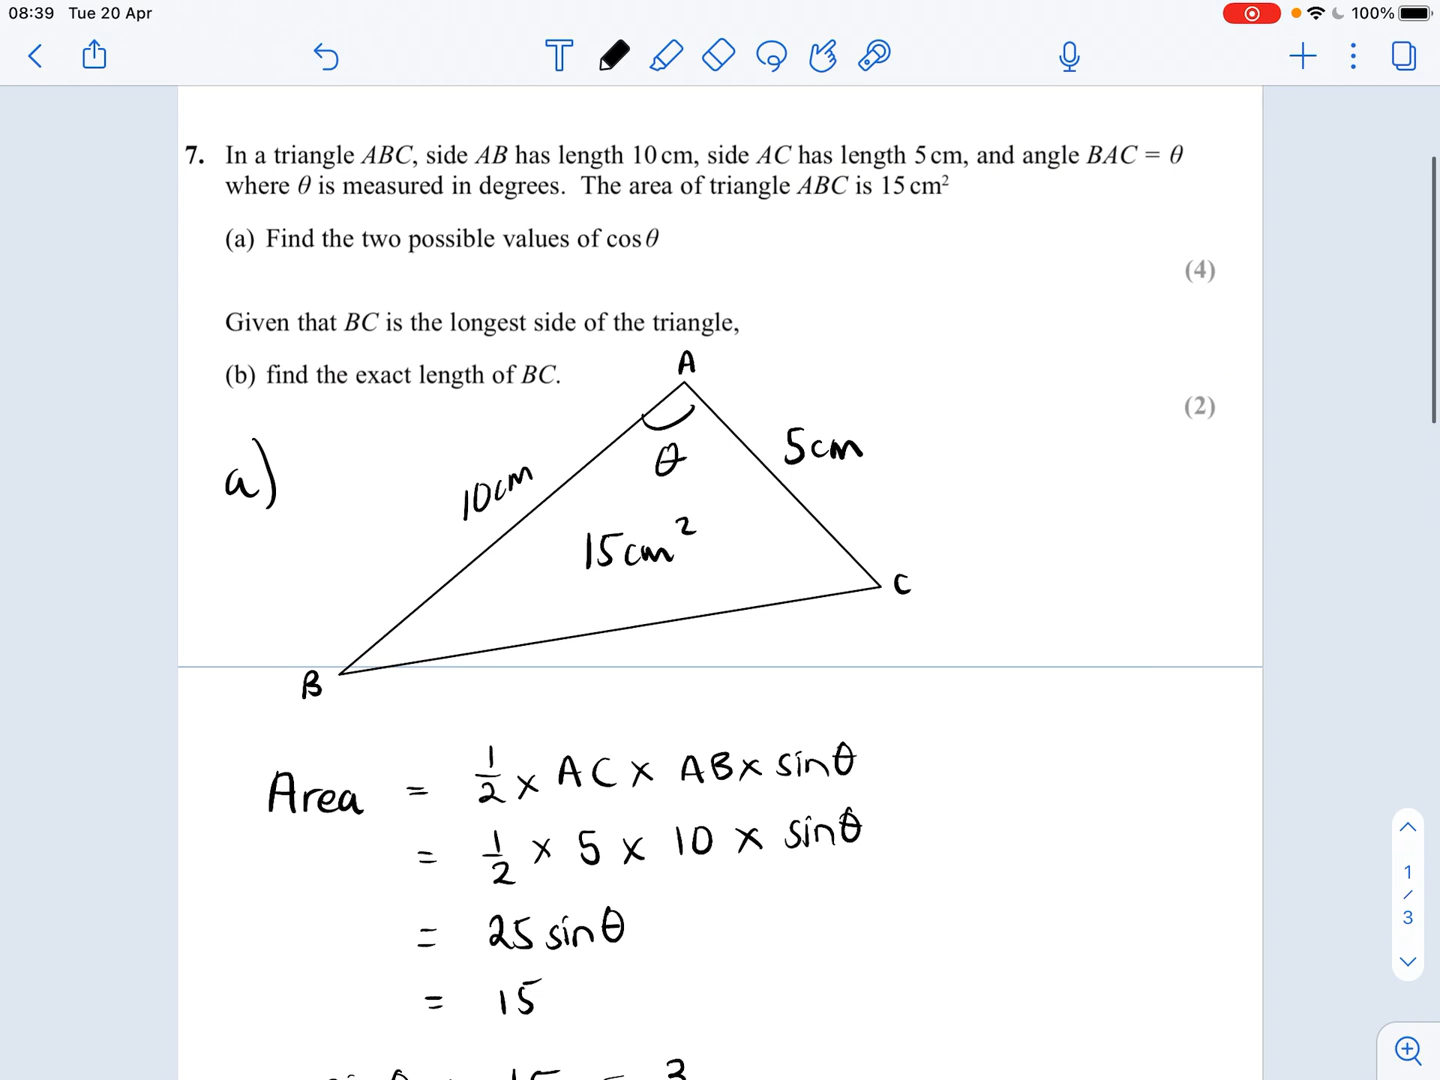 08:39 Tue 20 Apr
100%
7. In a triangle ABC, side AB has length 10 cm, side AC has length 5 cm, and angle BAC = θ
where θ is measured in degrees. The area of triangle ABC is 15 cm²
(a) Find the two possible values of cos θ
(4)
Given that BC is the longest side of the triangle,
(b) find the exact length of BC.
(2)
A
a)
10cm
θ
5cm
15cm²
C
B
Area = 1/2 × AC × AB × sinθ
= 1/2 × 5 × 10 × sinθ
= 25 sinθ
= 15
1
/
3